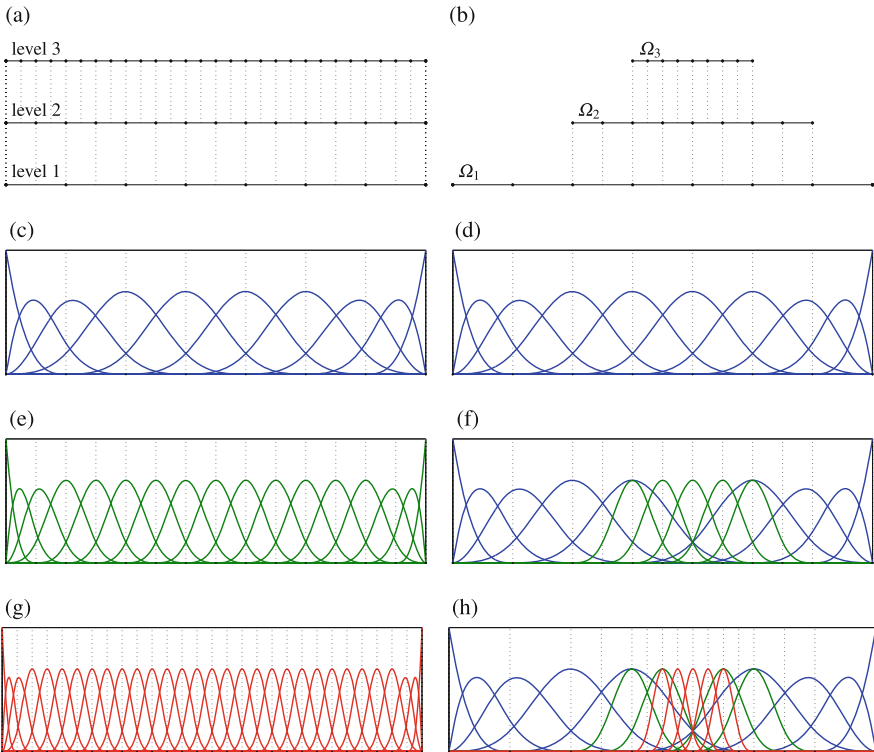 (a)
(b)
level 3
Ω3
level 2
Ω2
level 1
Ω1
(c)
(d)
(e)
(f)
(g)
(h)